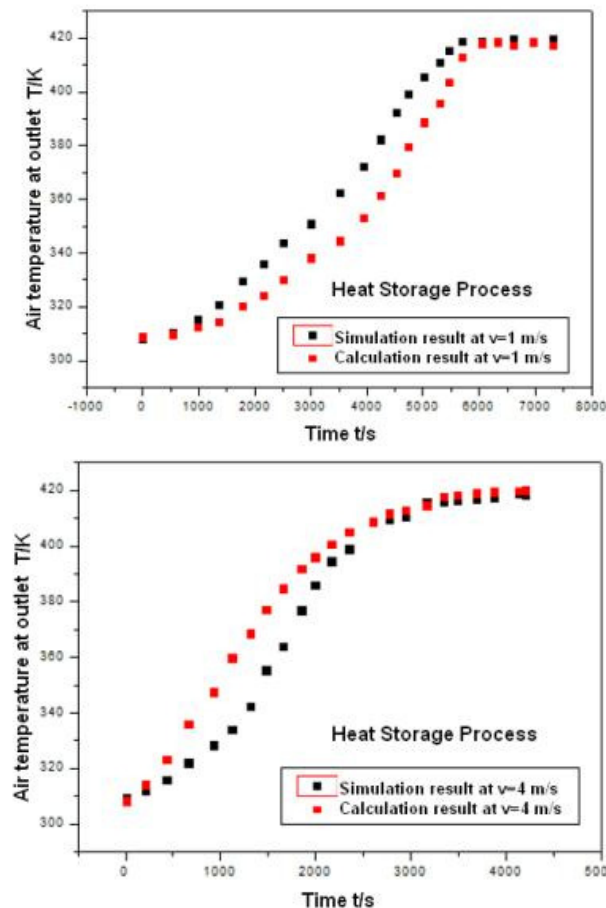 420
400
380
360
340
320
300
Air temperature at outlet T/K
Heat Storage Process
Simulation result at v=1 m/s
Calculation result at v=1 m/s
-1000 0 1000 2000 3000 4000 5000 6000 7000 8000
Time t/s
420
400
380
360
340
320
300
Air temperature at outlet T/K
Heat Storage Process
Simulation result at v=4 m/s
Calculation result at v=4 m/s
0 1000 2000 3000 4000 500
Time t/s